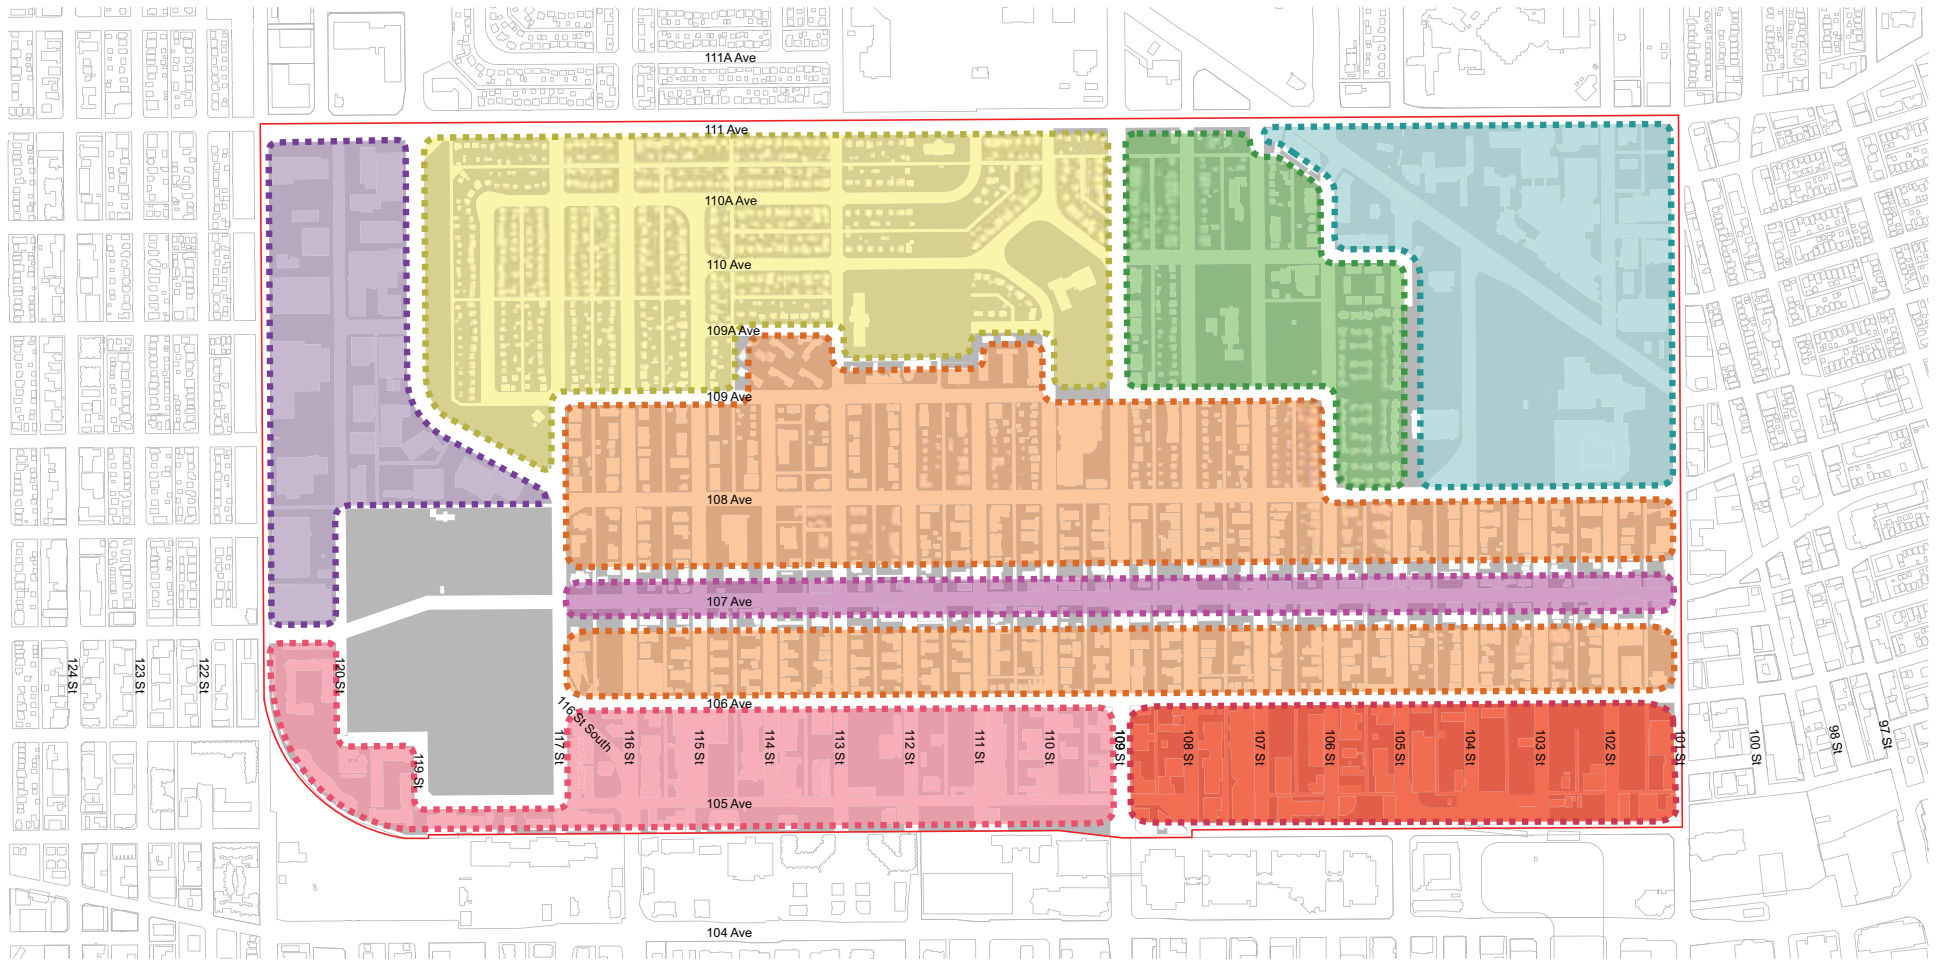 111A Ave
111 Ave
110A Ave
110 Ave
109A Ave
109 Ave
108 Ave
107 Ave
124 St
123 St
122 St
120 St
106 Ave
116 St South
119 St
117 St
116 St
115 St
114 St
113 St
112 St
111 St
110 St
109 St
108 St
107 St
106 St
105 St
104 St
103 St
102 St
101 St
100 St
98 St
97 St
105 Ave
104 Ave